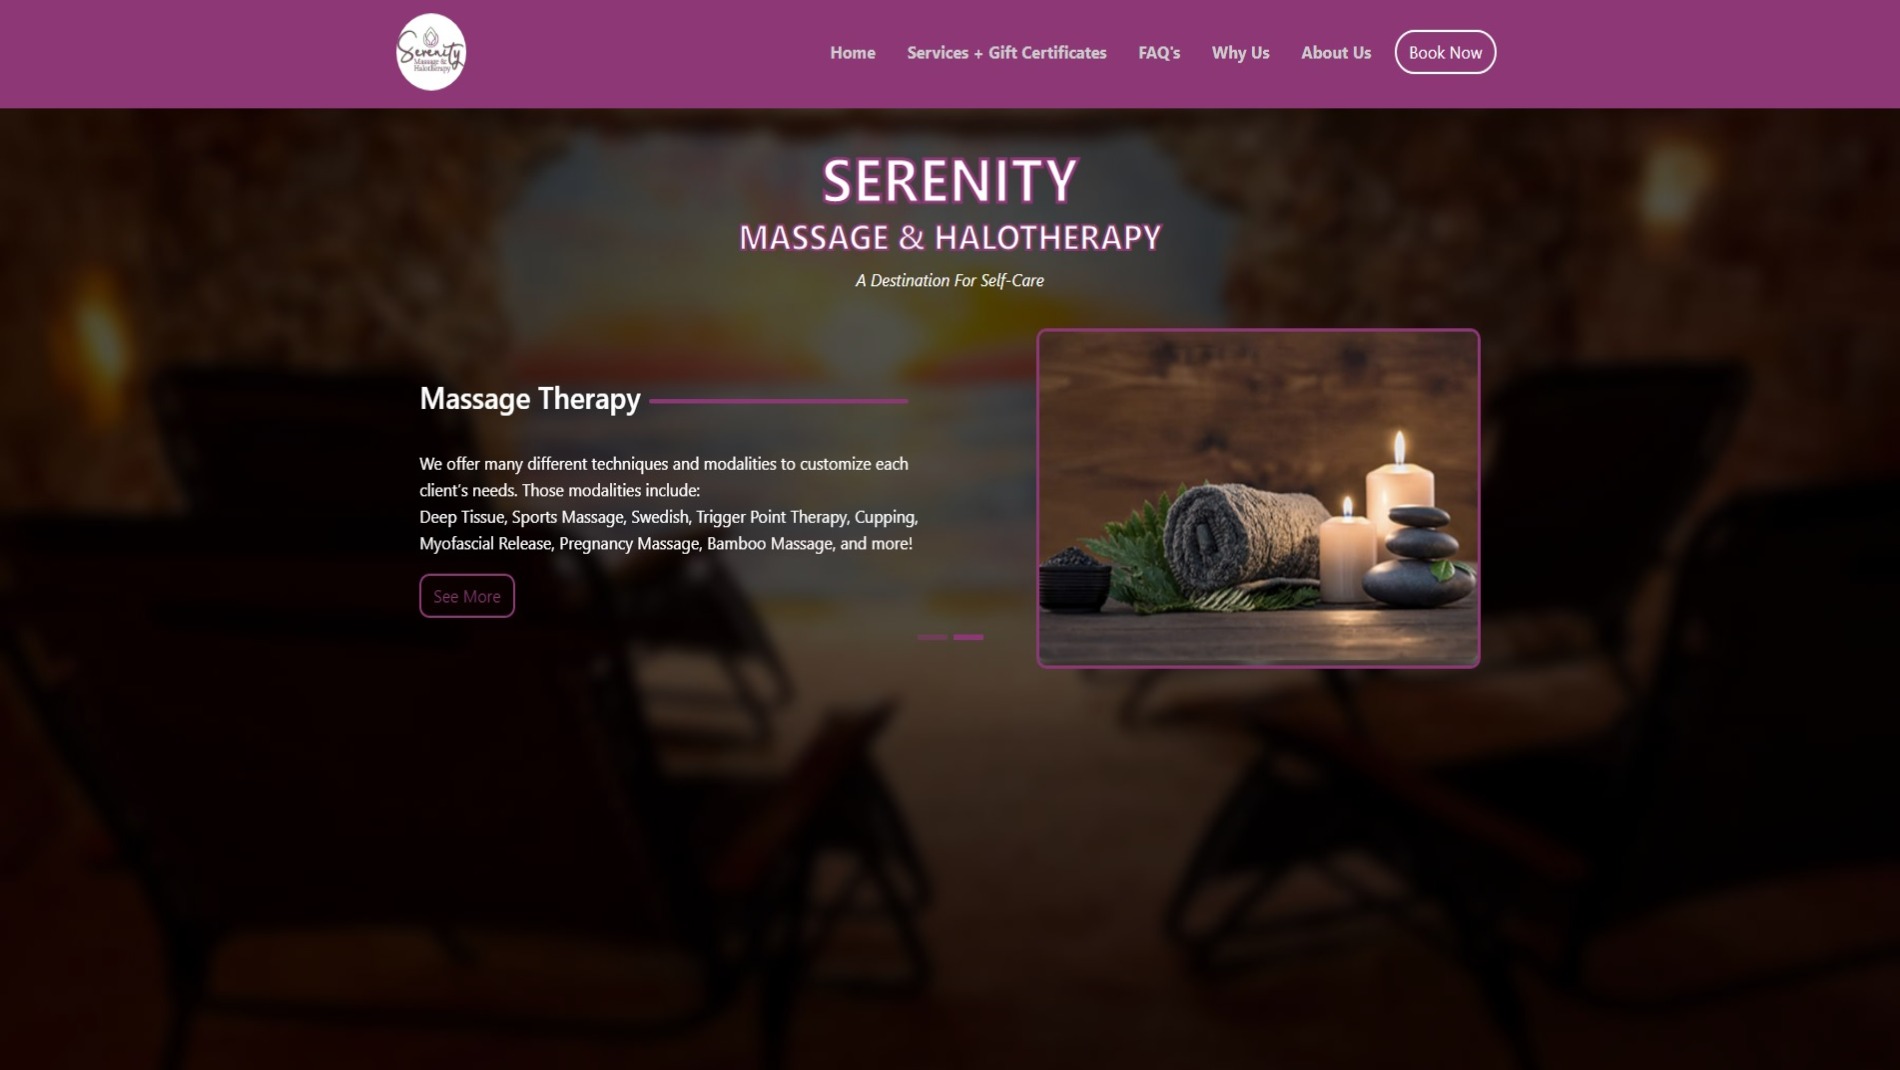 Serenity
Massage &
Halotherapy
Home
Services + Gift Certificates
FAQ's
Why Us
About Us
Book Now
SERENITY
MASSAGE & HALOTHERAPY
A Destination For Self-Care
Massage Therapy
We offer many different techniques and modalities to customize each
client's needs. Those modalities include:
Deep Tissue, Sports Massage, Swedish, Trigger Point Therapy, Cupping,
Myofascial Release, Pregnancy Massage, Bamboo Massage, and more!
See More